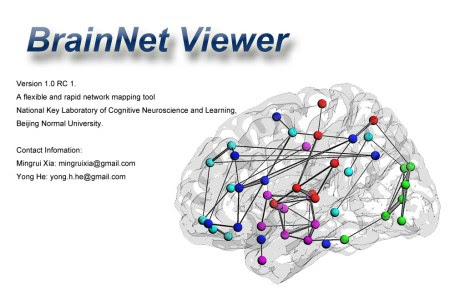 BrainNet Viewer
Version 1.0 RC 1.
A flexible and rapid network mapping tool
National Key Laboratory of Cognitive Neuroscience and Learning,
Beijing Normal University.
Contact Infomation:
Mingrui Xia: mingruixia@gmail.com
Yong He: yong.h.he@gmail.com